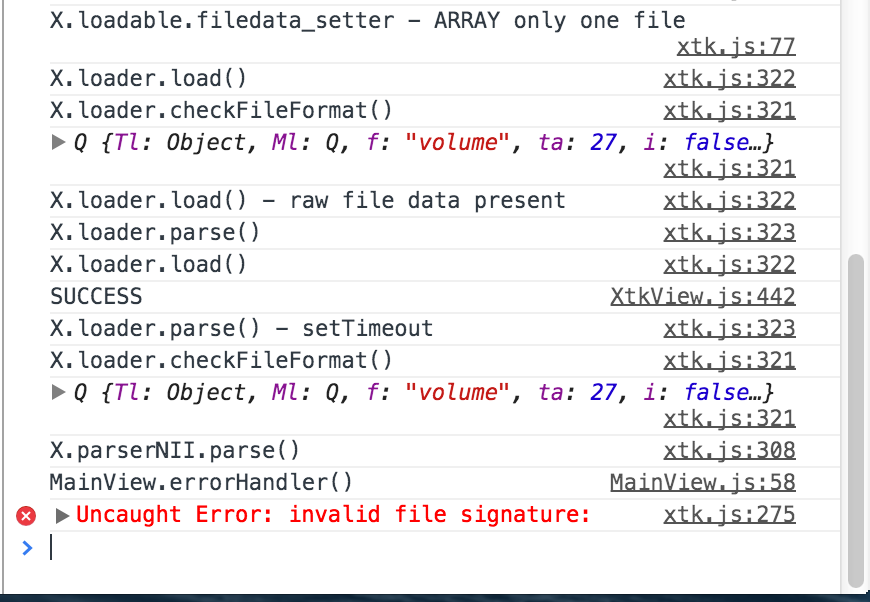 X.loadable.filedata_setter – ARRAY only one file
xtk.js:77
X.loader.load() xtk.js:322
X.loader.checkFileFormat() xtk.js:321
▶ Q {Tl: Object, Ml: Q, f: "volume", ta: 27, i: false…}
xtk.js:321
X.loader.load() – raw file data present xtk.js:322
X.loader.parse() xtk.js:323
X.loader.load() xtk.js:322
SUCCESS XtkView.js:442
X.loader.parse() – setTimeout xtk.js:323
X.loader.checkFileFormat() xtk.js:321
▶ Q {Tl: Object, Ml: Q, f: "volume", ta: 27, i: false…}
xtk.js:321
X.parserNII.parse() xtk.js:308
MainView.errorHandler() MainView.js:58
▶ Uncaught Error: invalid file signature: xtk.js:275
>